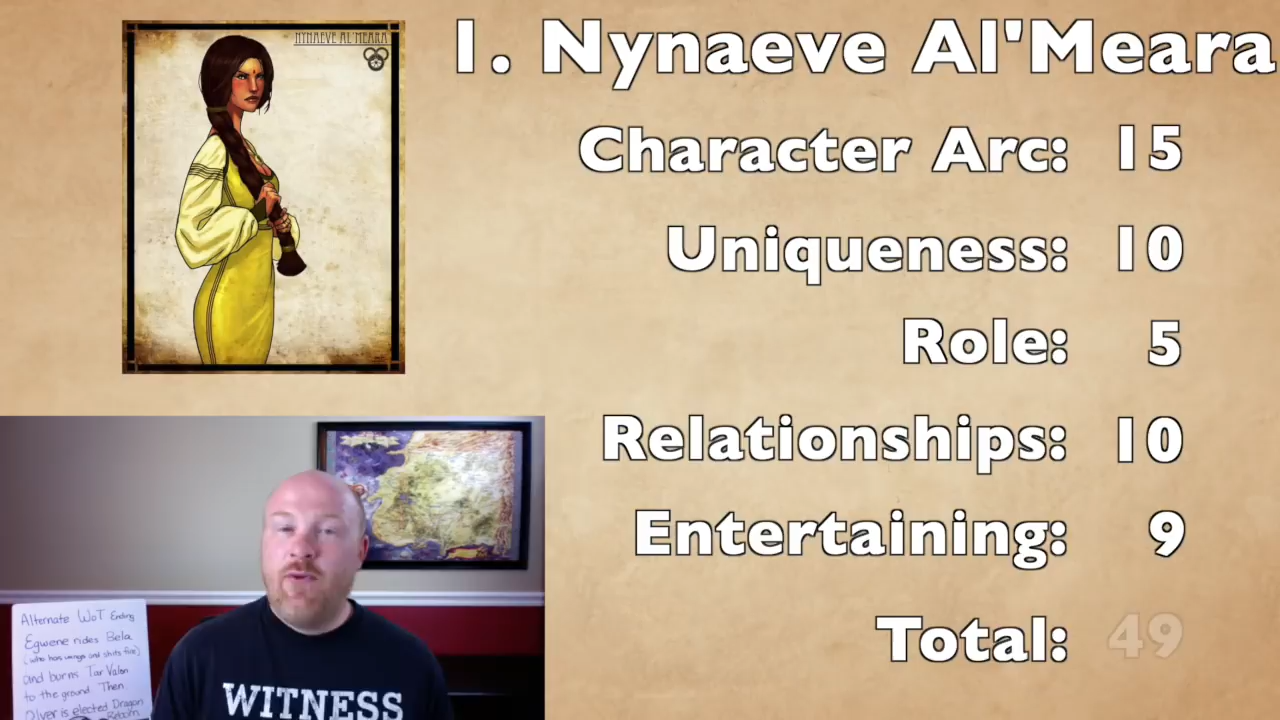 NYNAEVE AL'MEARA
1. Nynaeve Al'Meara
Character Arc: 15
Uniqueness: 10
Role: 5
Relationships: 10
Entertaining: 9
Total: 49
Alternate WoT Ending
Egwene rides Bela
(who has wings and shits fire)
and burns Tar Valon
to the ground. Then
Olver is elected Dragon
Reborn
WITNESS